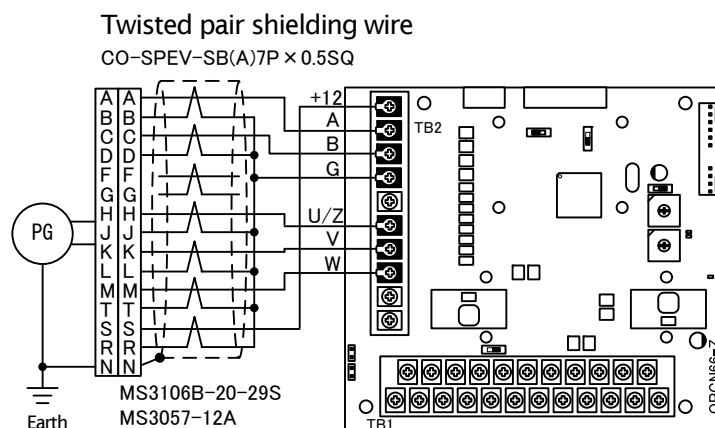 Twisted pair shielding wire
CO-SPEV-SB(A)7P×0.5SQ
A A
B B
C C
D D
F F
G G
H H
J J
K K
L L
M M
T T
S S
R R
N N
PG
Earth
MS3106B-20-29S
MS3057-12A
+12
A
B
G
U/Z
V
W
TB2
TB1
OPCN66-Z